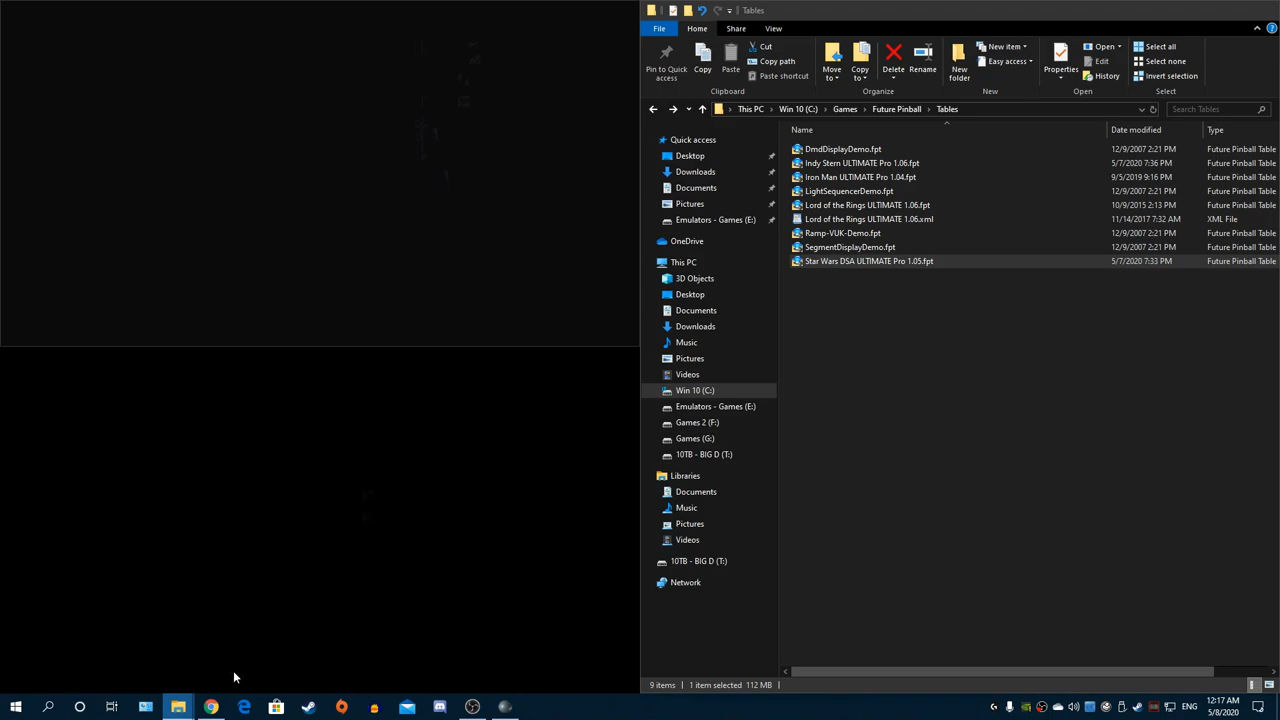 Tables
File
Home
Share
View
Pin to Quick access
Copy
Paste
Cut
Copy path
Paste shortcut
Clipboard
Move to
Copy to
Delete
Rename
Organize
New folder
New item
Easy access
New
Properties
Open
Edit
History
Open
Select all
Select none
Invert selection
Select
This PC
Win 10 (C:)
Games
Future Pinball
Tables
Search Tables
Name
Date modified
Type
Quick access
Desktop
Downloads
Documents
Pictures
Emulators - Games (E:)
OneDrive
This PC
3D Objects
Desktop
Documents
Downloads
Music
Pictures
Videos
Win 10 (C:)
Emulators - Games (E:)
Games 2 (F:)
Games (G:)
10TB - BIG D (T:)
Libraries
Documents
Music
Pictures
Videos
10TB - BIG D (T:)
Network
DmdDisplayDemo.fpt 12/9/2007 2:21 PM Future Pinball Table
Indy Stern ULTIMATE Pro 1.06.fpt 5/7/2020 7:36 PM Future Pinball Table
Iron Man ULTIMATE Pro 1.04.fpt 9/5/2019 9:16 PM Future Pinball Table
LightSequencerDemo.fpt 12/9/2007 2:21 PM Future Pinball Table
Lord of the Rings ULTIMATE 1.06.fpt 10/9/2015 2:13 PM Future Pinball Table
Lord of the Rings ULTIMATE 1.06.xml 11/14/2017 7:32 AM XML File
Ramp-VUK-Demo.fpt 12/9/2007 2:21 PM Future Pinball Table
SegmentDisplayDemo.fpt 12/9/2007 2:21 PM Future Pinball Table
Star Wars DSA ULTIMATE Pro 1.05.fpt 5/7/2020 7:33 PM Future Pinball Table
9 items
1 item selected 112 MB
ENG
12:17 AM
5/8/2020